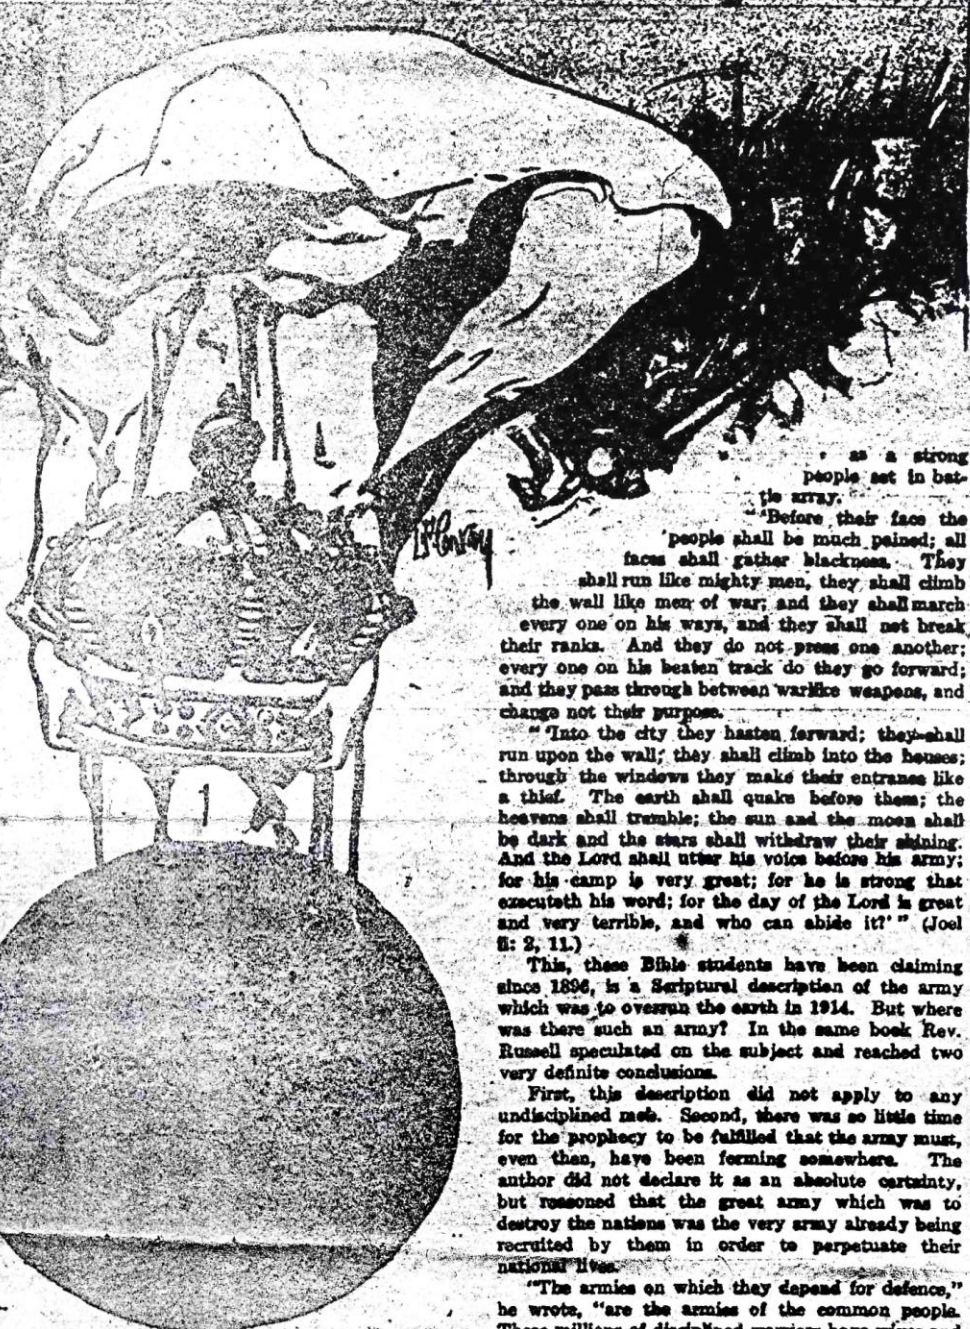 as a strong
people set in bat-
tle array.
"'Before their face the
people shall be much pained; all
faces shall gather blackness. They
shall run like mighty men, they shall climb
the wall like men of war; and they shall march
every one on his ways, and they shall not break
their ranks. And they do not press one another;
every one on his beaten track do they go forward;
and they pass through between warlike weapons, and
change not their purpose.
"'Into the city they hasten forward; they shall
run upon the wall; they shall climb into the houses;
through the windows they make their entrance like
a thief. The earth shall quake before them; the
heavens shall tremble; the sun and the moon shall
be dark and the stars shall withdraw their shining.
And the Lord shall utter his voice before his army;
for his camp is very great; for he is strong that
executeth his word; for the day of the Lord is great
and very terrible, and who can abide it?'" (Joel
ii: 2, 11.)
This, these Bible students have been claiming
since 1896, is a Scriptural description of the army
which was to overrun the earth in 1914. But where
was there such an army? In the same book Rev.
Russell speculated on the subject and reached two
very definite conclusions.
First, this description did not apply to any
undisciplined mob. Second, there was so little time
for the prophecy to be fulfilled that the army must,
even then, have been forming somewhere. The
author did not declare it as an absolute certainty,
but reasoned that the great army which was to
destroy the nations was the very army already being
recruited by them in order to perpetuate their
national lives.
"The armies on which they depend for defence,"
he wrote, "are the armies of the common people.
These millions of disciplined